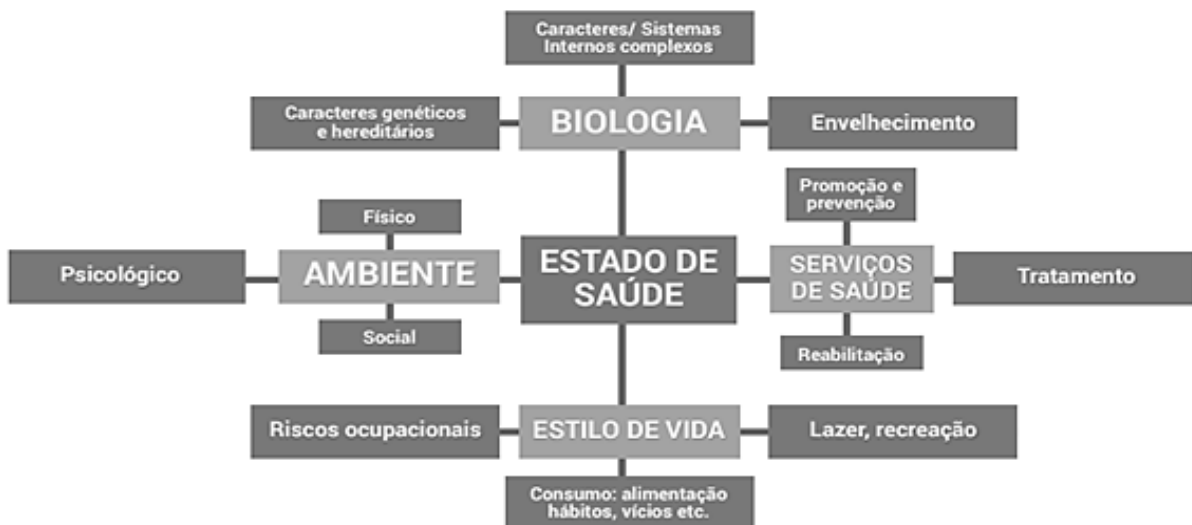 Caracteres/ Sistemas
Internos complexos
Caracteres genéticos
e hereditários
BIOLOGIA
Envelhecimento
Promoção e
prevenção
Físico
Psicológico
AMBIENTE
ESTADO DE
SAÚDE
SERVIÇOS
DE SAÚDE
Tratamento
Social
Reabilitação
Riscos ocupacionais
ESTILO DE VIDA
Lazer, recreação
Consumo: alimentação
hábitos, vícios etc.